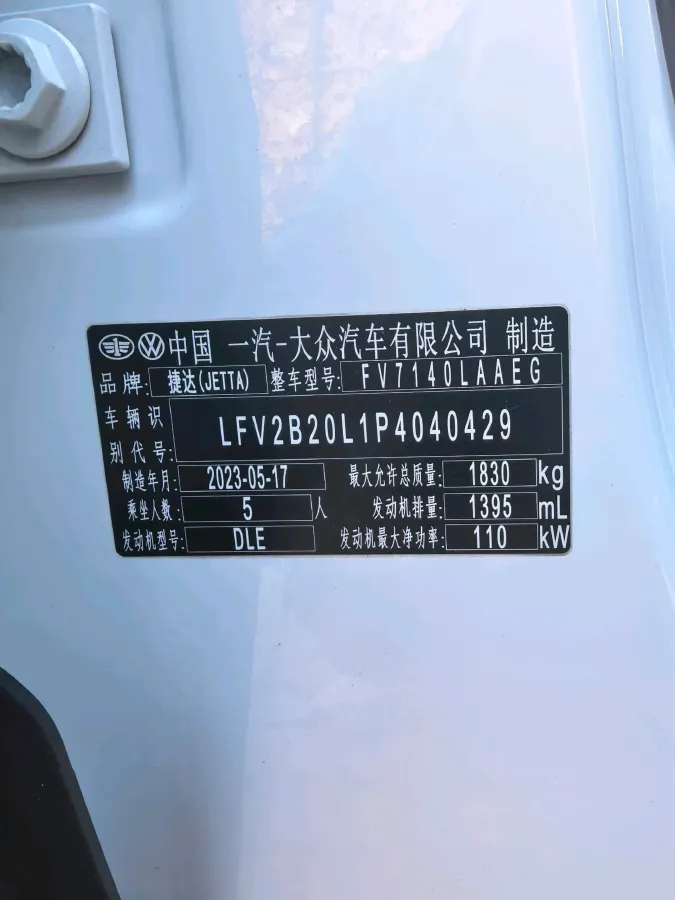 中国 一汽-大众汽车有限公司 制造
品牌: 捷达(JETTA) 整车型号: FV7140LAAEG
车辆识别代号: LFV2B20L1P4040429
制造年月: 2023-05-17 最大允许总质量: 1830 kg
乘坐人数: 5 人 发动机排量: 1395 mL
发动机型号: DLE 发动机最大净功率: 110 kW